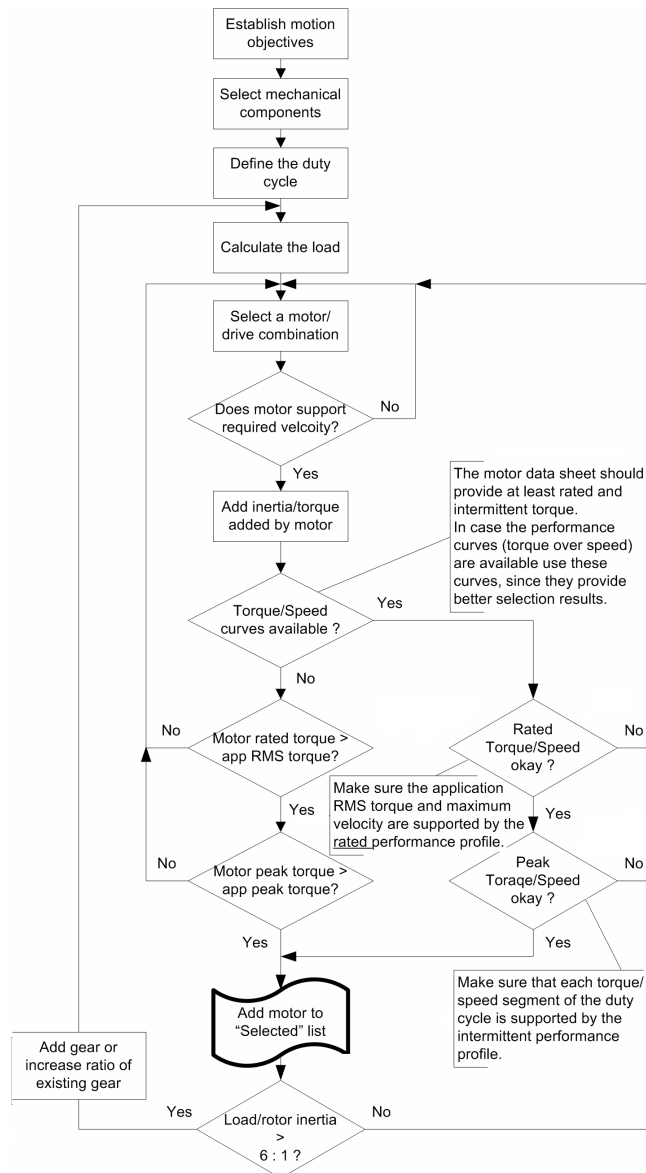 Establish motion
objectives
Select mechanical
components
Define the duty
cycle
Calculate the load
Select a motor/
drive combination
Does motor support
required velcoity?
No
Yes
Add inertia/torque
added by motor
The motor data sheet should
provide at least rated and
intermittent torque.
In case the performance
curves (torque over speed)
are available use these
curves, since they provide
better selection results.
Torque/Speed
curves available ?
Yes
No
Motor rated torque >
app RMS torque?
No
Yes
Rated
Torque/Speed
okay ?
No
Yes
Make sure the application
RMS torque and maximum
velocity are supported by the
rated performance profile.
Motor peak torque >
app peak torque?
No
Yes
Peak
Toraqe/Speed
okay ?
No
Yes
Make sure that each torque/
speed segment of the duty
cycle is supported by the
intermittent performance
profile.
Add motor to
“Selected” list
Add gear or
increase ratio of
existing gear
Load/rotor inertia
>
6 : 1 ?
Yes
No